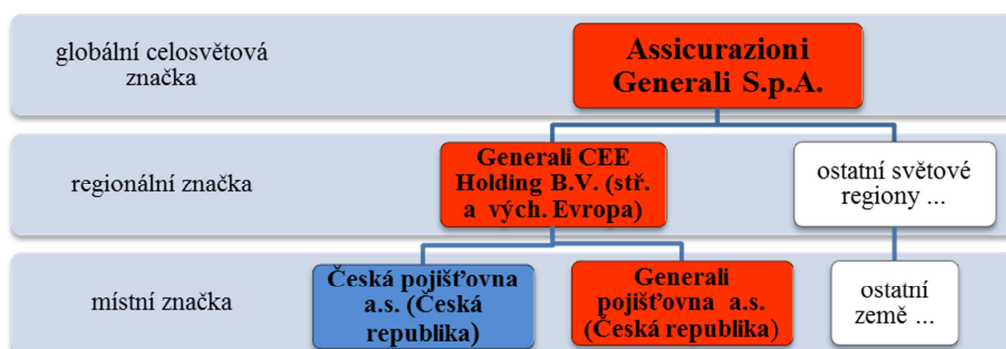 globální celosvětová
značka
Assicurazioni
Generali S.p.A.
regionální značka
Generali CEE
Holding B.V. (stř.
a vých. Evropa)
ostatní světové
regiony ...
místní značka
Česká pojišťovna
a.s. (Česká
republika)
Generali
pojišťovna a.s.
(Česká republika)
ostatní
země ...